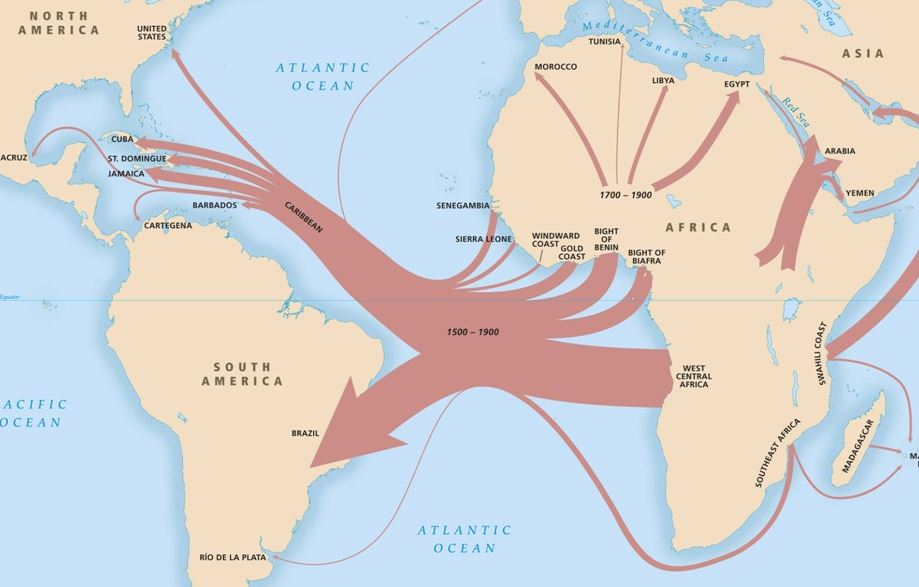 NORTH
AMERICA
UNITED
STATES
ATLANTIC
OCEAN
Mediterranean Sea
TUNISIA
ASIA
MOROCCO
LIBYA
EGYPT
Red Sea
CUBA
ACRUZ
ST. DOMINGUE
JAMAICA
ARABIA
1700 – 1900
YEMEN
BARBADOS
CARIBBEAN
SENEGAMBIA
CARTEGENA
AFRICA
SIERRA LEONE
WINDWARD
COAST
GOLD
COAST
BIGHT
OF
BENIN
BIGHT OF
BIAFRA
Equator
1500 – 1900
SWAHILI COAST
SOUTH
AMERICA
WEST
CENTRAL
AFRICA
ACIFIC
OCEAN
BRAZIL
SOUTHEAST AFRICA
MADAGASCAR
MA
ATLANTIC
OCEAN
RÍO DE LA PLATA